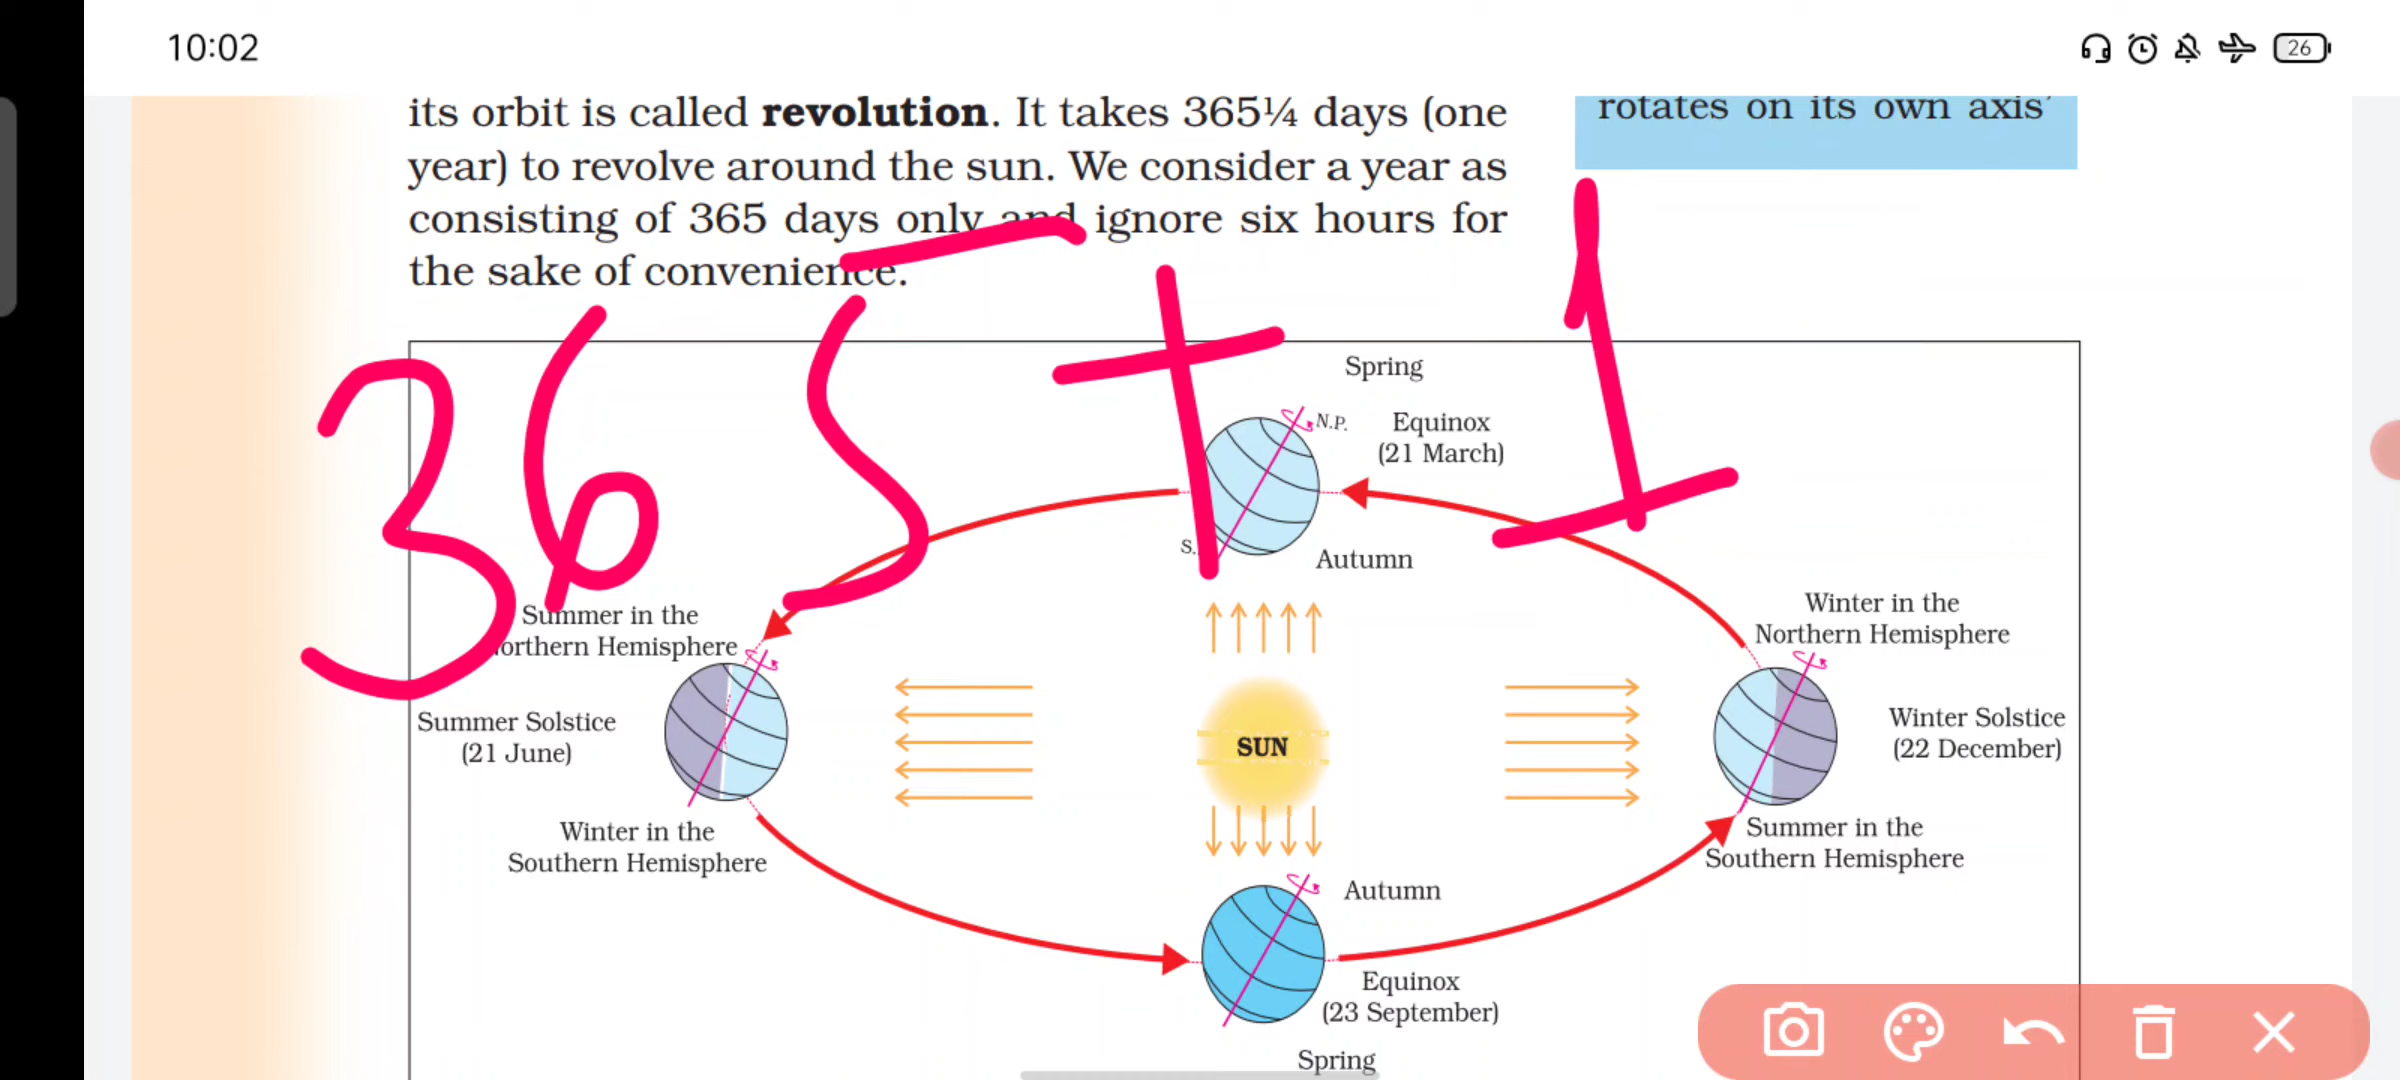 10:02
26
its orbit is called revolution. It takes 365¼ days (one
year) to revolve around the sun. We consider a year as
consisting of 365 days only and ignore six hours for
the sake of convenience.
rotates on its own axis’
365 + 1
Spring
N.P.
Equinox
(21 March)
S.
Autumn
Summer in the
Northern Hemisphere
Summer Solstice
(21 June)
Winter in the
Southern Hemisphere
SUN
Winter in the
Northern Hemisphere
Winter Solstice
(22 December)
Summer in the
Southern Hemisphere
Autumn
Equinox
(23 September)
Spring